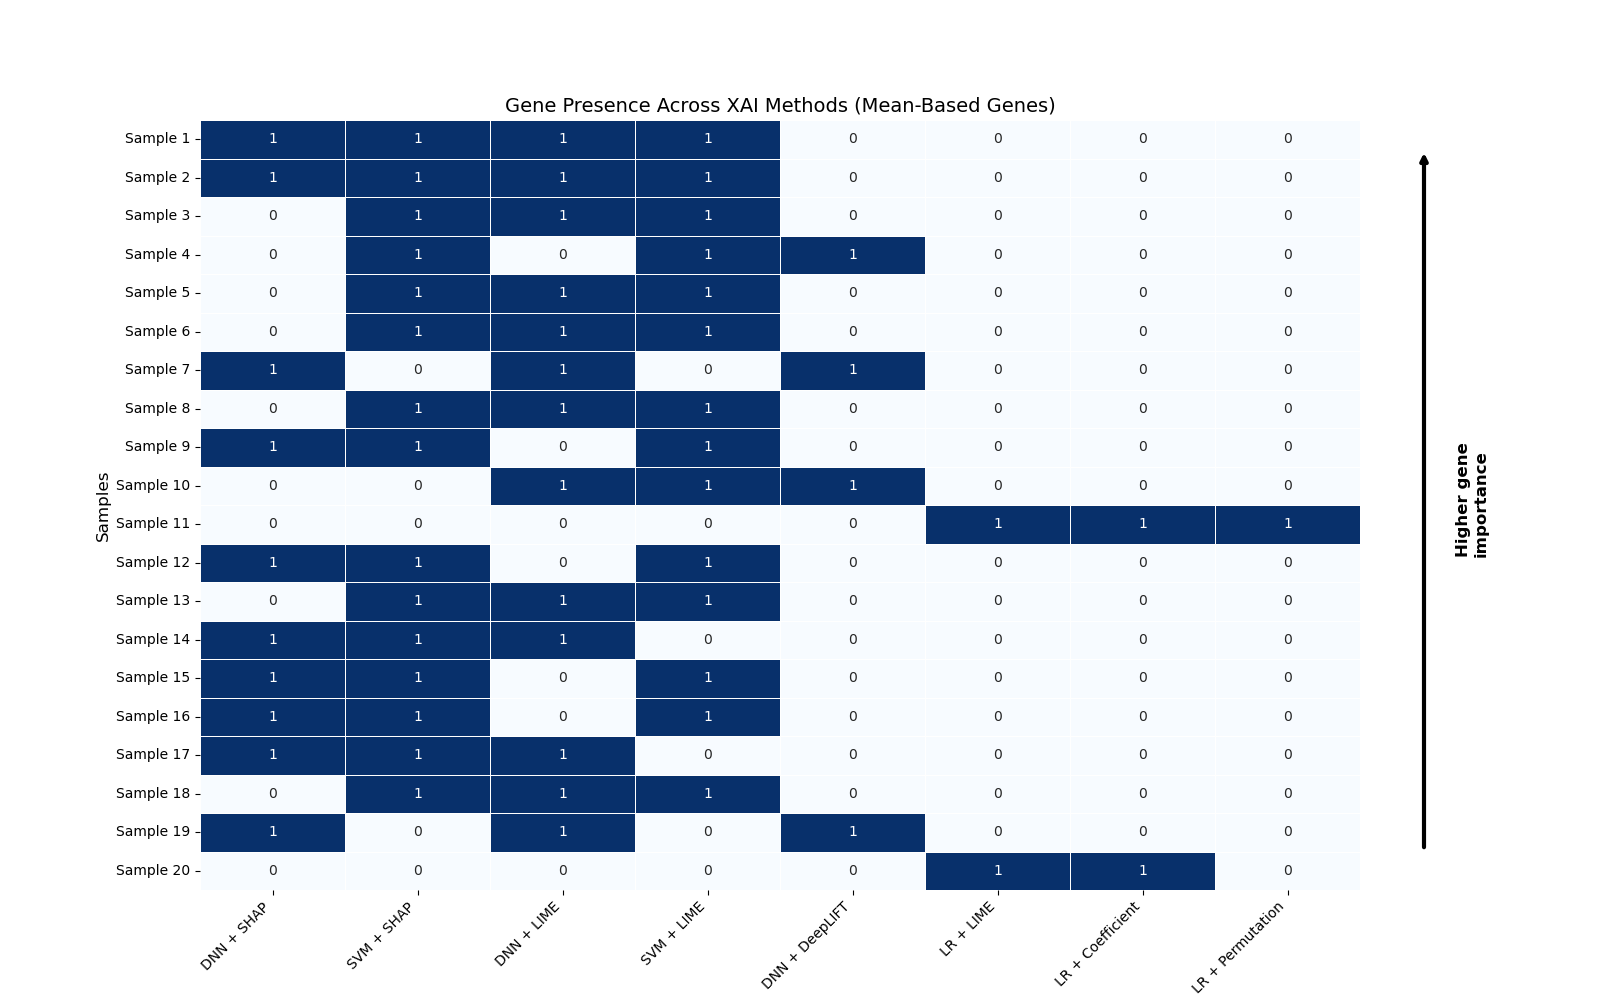 Gene Presence Across XAI Methods (Mean-Based Genes)
Samples
Sample 1 1 1 1 1 0 0 0 0
Sample 2 1 1 1 1 0 0 0 0
Sample 3 0 1 1 1 0 0 0 0
Sample 4 0 1 0 1 1 0 0 0
Sample 5 0 1 1 1 0 0 0 0
Sample 6 0 1 1 1 0 0 0 0
Sample 7 1 0 1 0 1 0 0 0
Sample 8 0 1 1 1 0 0 0 0
Sample 9 1 1 0 1 0 0 0 0
Sample 10 0 0 1 1 1 0 0 0
Sample 11 0 0 0 0 0 1 1 1
Sample 12 1 1 0 1 0 0 0 0
Sample 13 0 1 1 1 0 0 0 0
Sample 14 1 1 1 0 0 0 0 0
Sample 15 1 1 0 1 0 0 0 0
Sample 16 1 1 0 1 0 0 0 0
Sample 17 1 1 1 0 0 0 0 0
Sample 18 0 1 1 1 0 0 0 0
Sample 19 1 0 1 0 1 0 0 0
Sample 20 0 0 0 0 0 1 1 0
DNN + SHAP
SVM + SHAP
DNN + LIME
SVM + LIME
DNN + DeepLIFT
LR + LIME
LR + Coefficient
LR + Permutation
Higher gene
importance